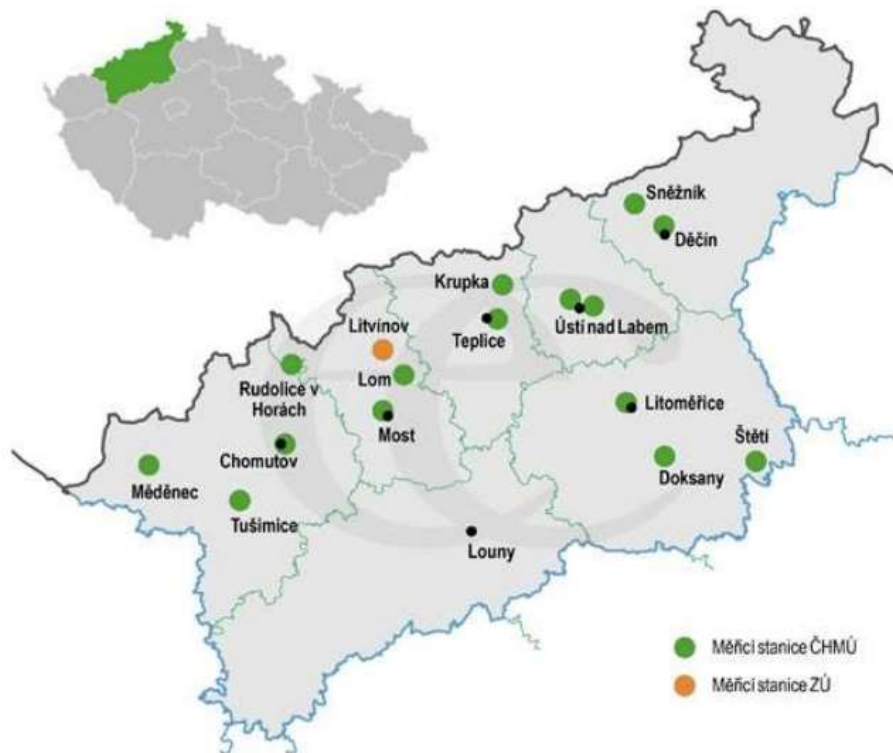 Sněžník
Děčín
Krupka
Teplice
Ústí nad Labem
Litvínov
Lom
Most
Rudolice v
Horách
Chomutov
Měděnec
Tušimice
Litoměřice
Štětí
Doksany
Louny
Měřicí stanice ČHMÚ
Měřicí stanice ZÚ